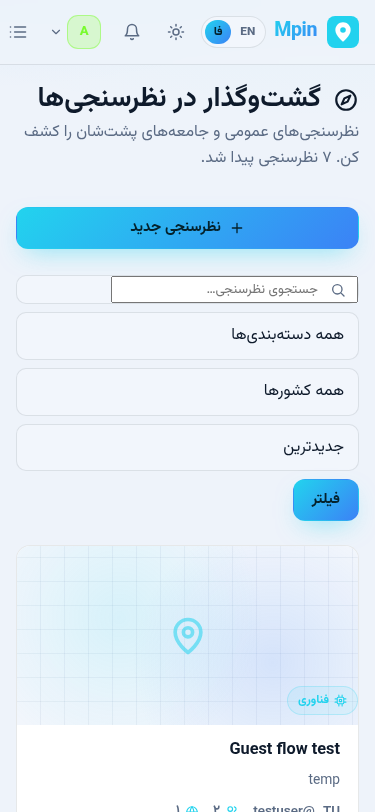 Mpin
EN
فا
A
گشت‌وگذار در نظرسنجی‌ها
نظرسنجی‌های عمومی و جامعه‌های پشت‌شان را کشف
کن. ۷ نظرسنجی پیدا شد.
+ نظرسنجی جدید
جستجوی نظرسنجی...
همه دسته‌بندی‌ها
همه کشورها
جدیدترین
فیلتر
فناوری
Guest flow test
temp